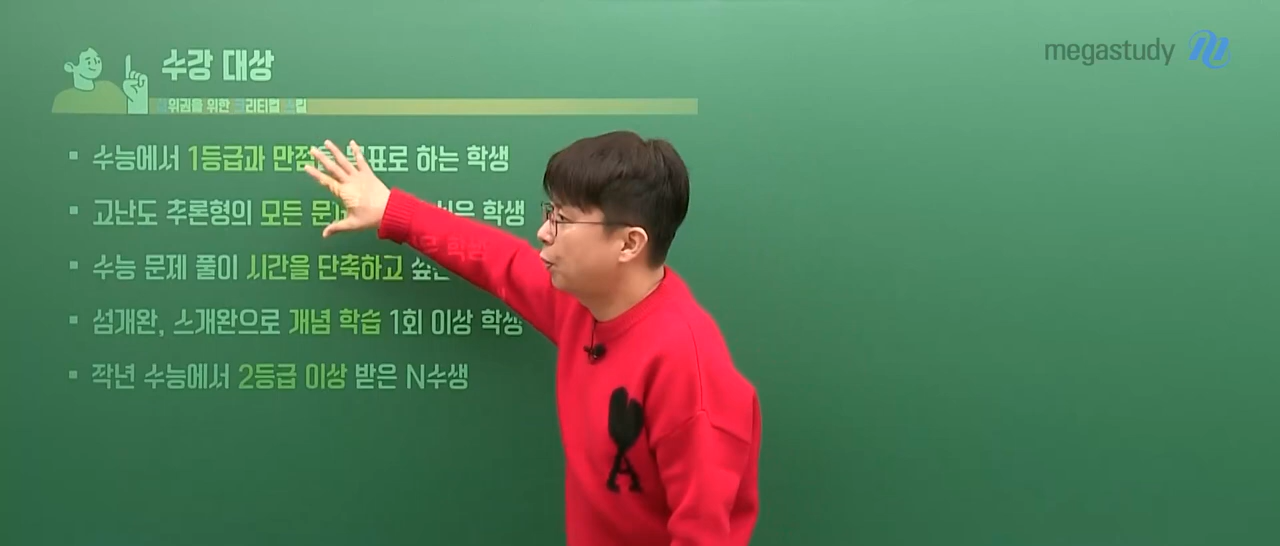 megastudy
수강 대상
위권을 위한 크리티컬 스킬
수능에서 1등급과 만점 표로 하는 학생
고난도 추론형의 모든 문 학생
수능 문제 풀이 시간을 단축하고
섬개완, 스개완으로 개념 학습 1회 이상 학생
작년 수능에서 2등급 이상 받은 N수생